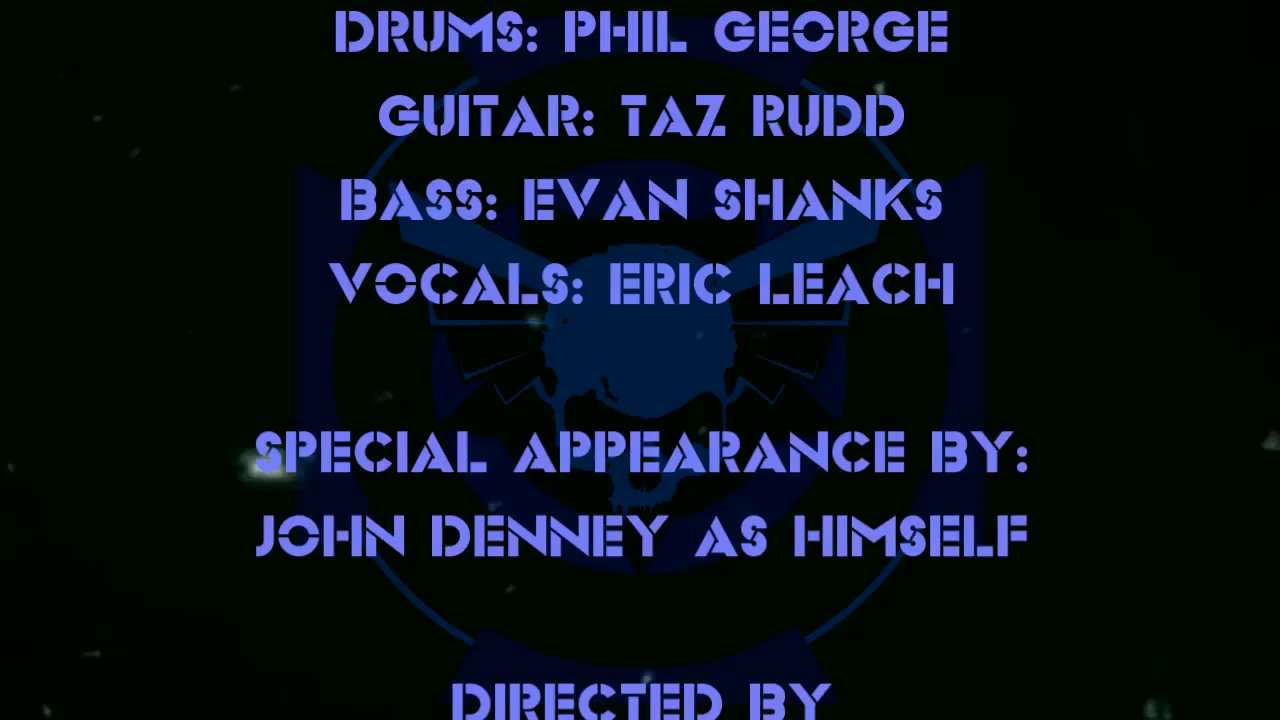 DRUMS: PHIL GEORGE
GUITAR: TAZ RUDD
BASS: EVAN SHANKS
VOCALS: ERIC LEACH
SPECIAL APPEARANCE BY:
JOHN DENNEY AS HIMSELF
DIRECTED BY